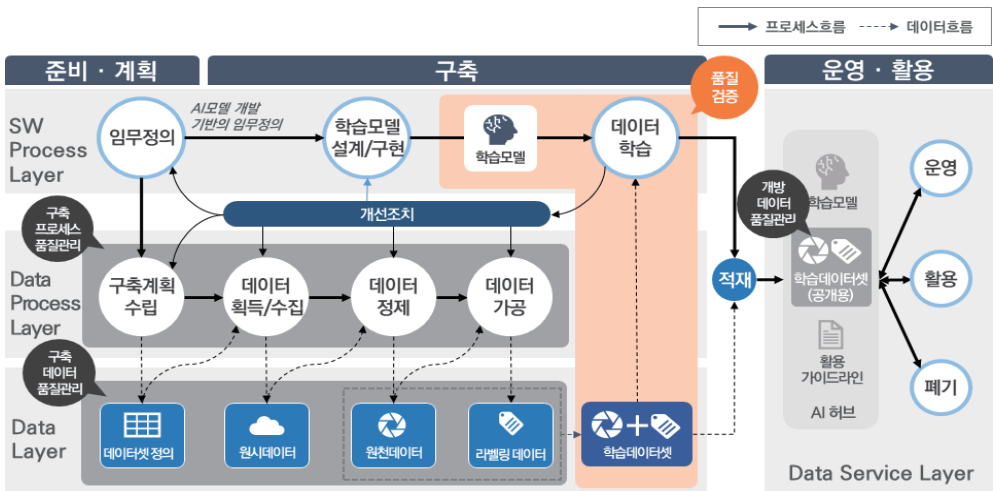 프로세스흐름
데이터흐름
준비 · 계획
구축
운영 · 활용
품질
검증
SW
Process
Layer
임무정의
AI모델 개발
기반의 임무정의
학습모델
설계/구현
학습모델
데이터
학습
개선조치
구축
프로세스
품질관리
Data
Process
Layer
구축계획
수립
데이터
획득/수집
데이터
정제
데이터
가공
적재
구축
데이터
품질관리
Data
Layer
데이터셋 정의
원시데이터
원천데이터
라벨링 데이터
학습데이터셋
개방
데이터
품질관리
학습모델
학습데이터셋
(공개용)
활용
가이드라인
AI 허브
운영
활용
폐기
Data Service Layer